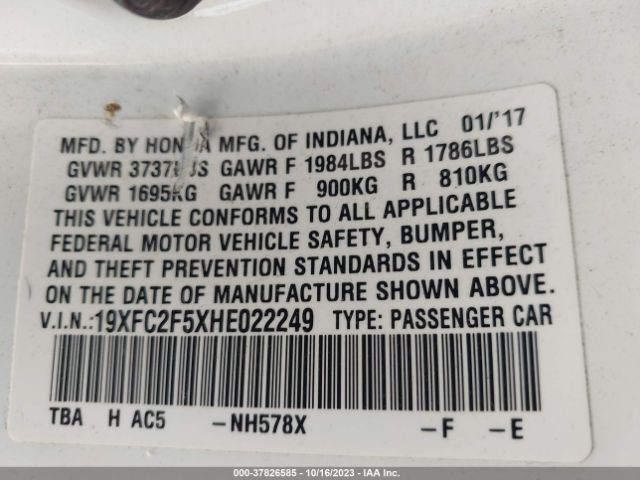 MFD. BY HONDA MFG. OF INDIANA, LLC 01/'17
GVWR 3737LBS GAWR F 1984LBS R 1786LBS
GVWR 1695KG GAWR F 900KG R 810KG
THIS VEHICLE CONFORMS TO ALL APPLICABLE
FEDERAL MOTOR VEHICLE SAFETY, BUMPER,
AND THEFT PREVENTION STANDARDS IN EFFECT
ON THE DATE OF MANUFACTURE SHOWN ABOVE.
V.I.N.:19XFC2F5XHE022249 TYPE: PASSENGER CAR
TBA H AC5 -NH578X -F -E
000-37826585 - 10/16/2023 - IAAI.COM